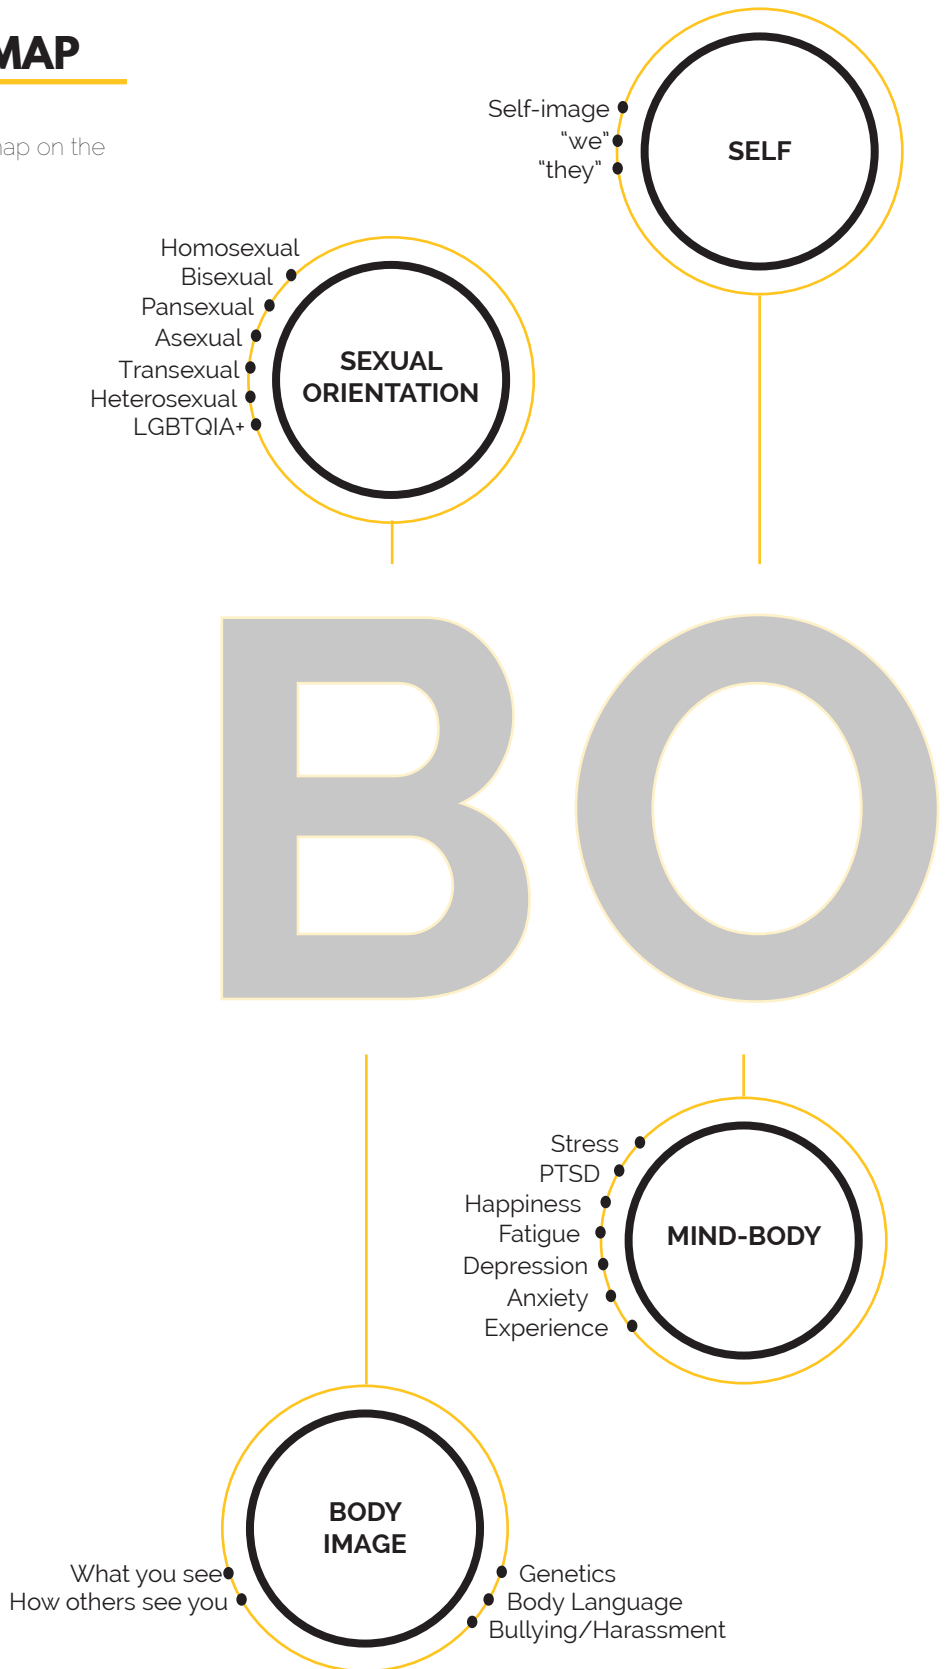 MAP
map on the
Self-image
“we”
“they”
SELF
Homosexual
Bisexual
Pansexual
Asexual
Transexual
Heterosexual
LGBTQIA+
SEXUAL
ORIENTATION
BO
Stress
PTSD
Happiness
Fatigue
Depression
Anxiety
Experience
MIND-BODY
BODY
IMAGE
What you see
How others see you
Genetics
Body Language
Bullying/Harassment